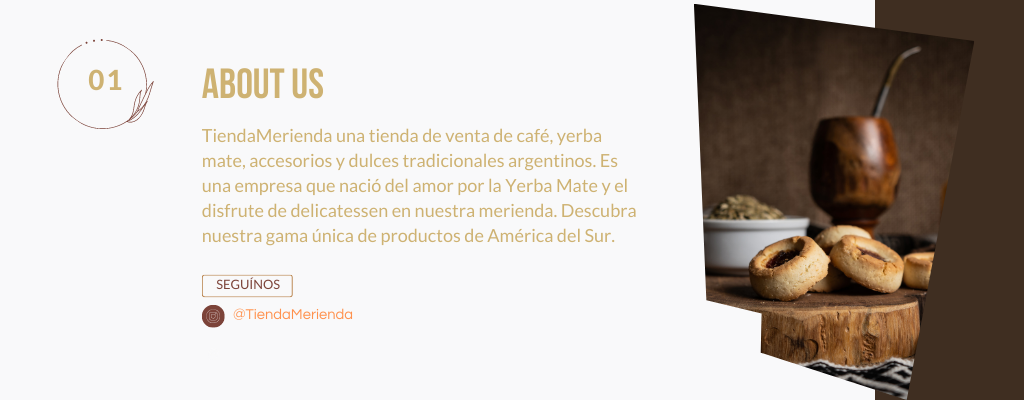 01
ABOUT US
TiendaMerienda una tienda de venta de café, yerba
mate, accesorios y dulces tradicionales argentinos. Es
una empresa que nació del amor por la Yerba Mate y el
disfrute de delicatessen en nuestra merienda. Descubra
nuestra gama única de productos de América del Sur.
SEGUÍNOS
@TiendaMerienda